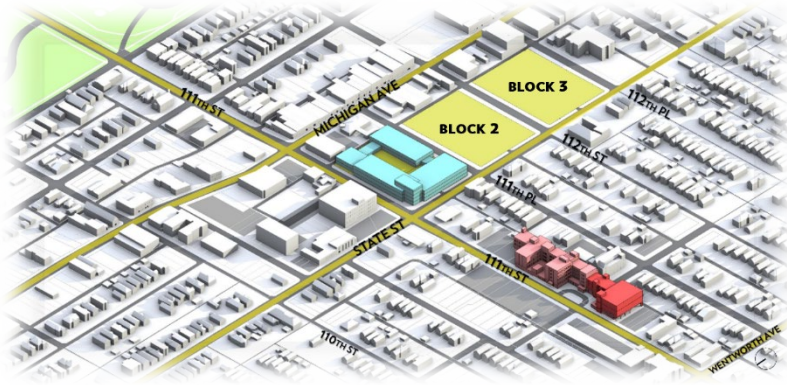 BLOCK 3
111TH ST
MICHIGAN AVE
112TH PL
BLOCK 2
112TH ST
111TH PL
STATE ST
111TH ST
110TH ST
WENTWORTH AVE